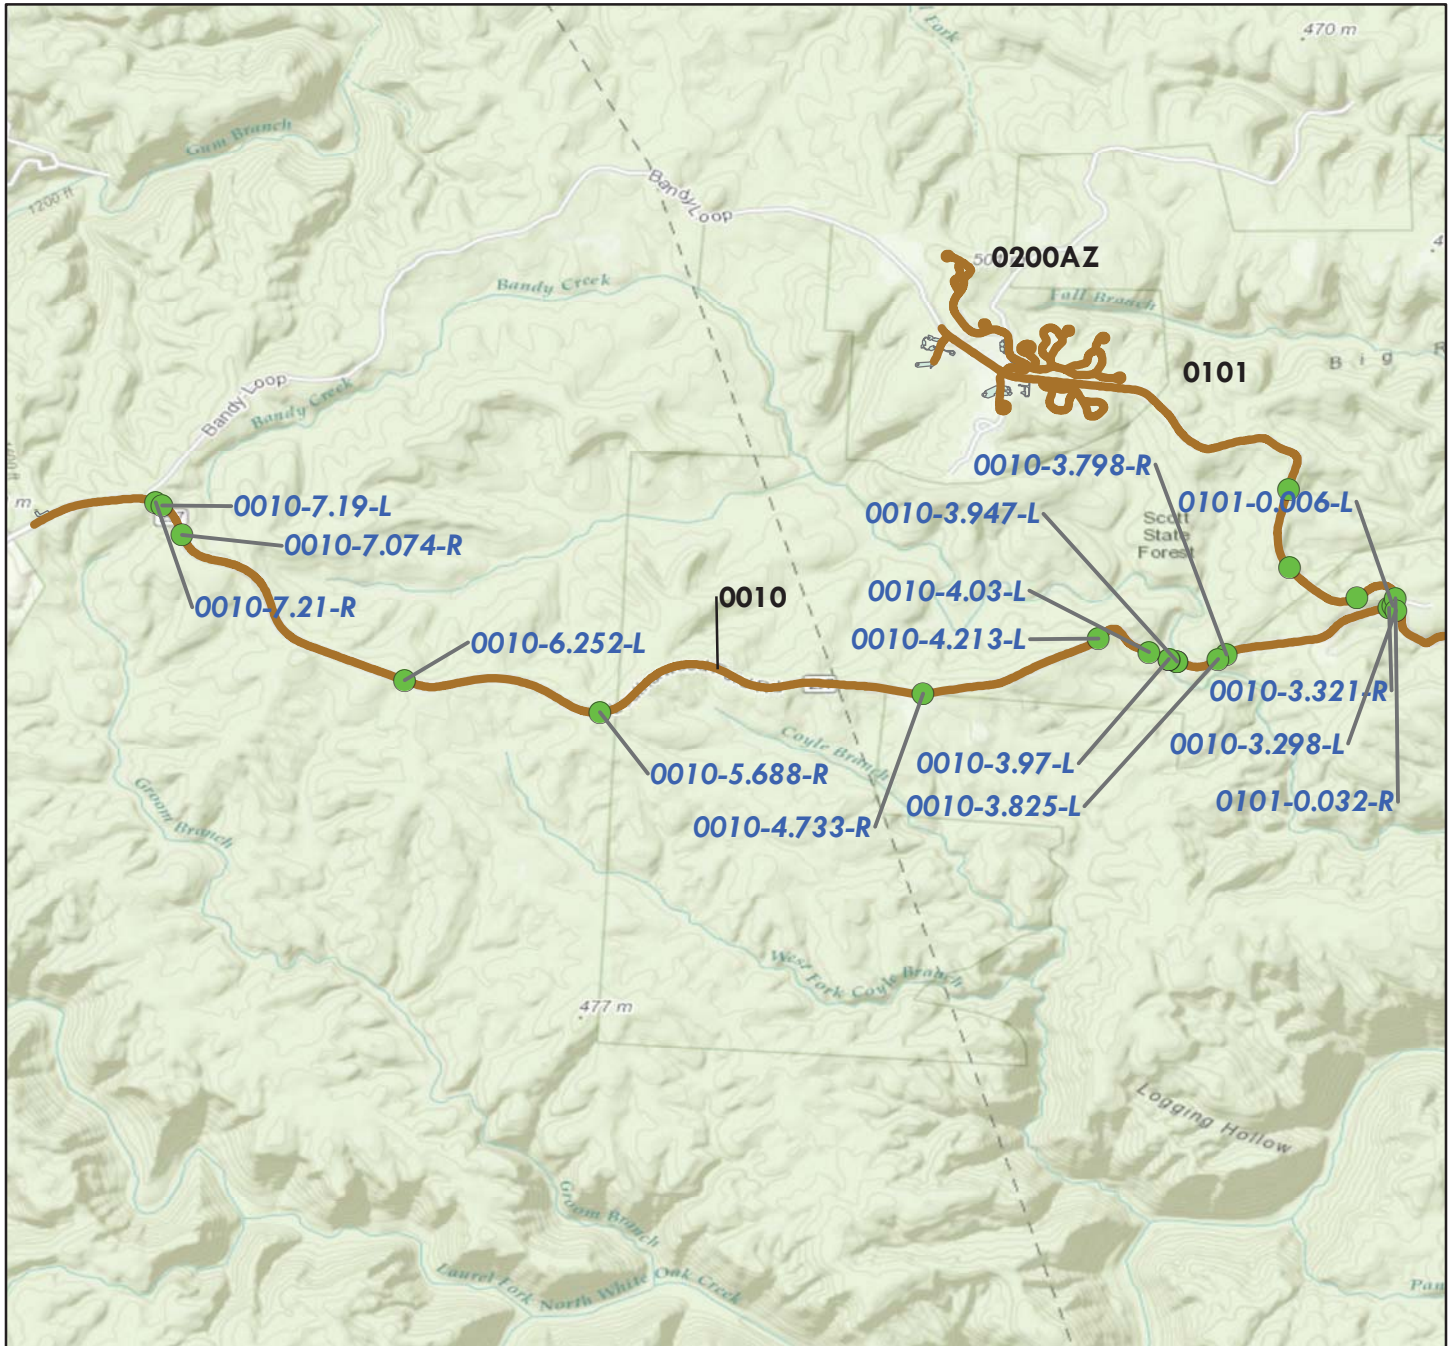 470 m
Fork
Gum Branch
1200 ft
Bandy Loop
0200AZ
Bandy Creek
Fall Branch
Big
0101
Bandy Loop
Bandy Creek
0010-3.798-R
0010-7.19-L
0101-0.006-L
0010-3.947-L
Scott
State
Forest
0010-7.074-R
0010-4.03-L
0010
0010-7.21-R
0010-4.213-L
0010-6.252-L
0010-3.321-R
Coyle Branch
0010-3.298-L
0010-3.97-L
0010-5.688-R
0010-3.825-L
0101-0.032-R
Groom Branch
0010-4.733-R
West Fork Coyle Branch
477 m
Logging Hollow
Groom Branch
Laurel Fork North White Oak Creek